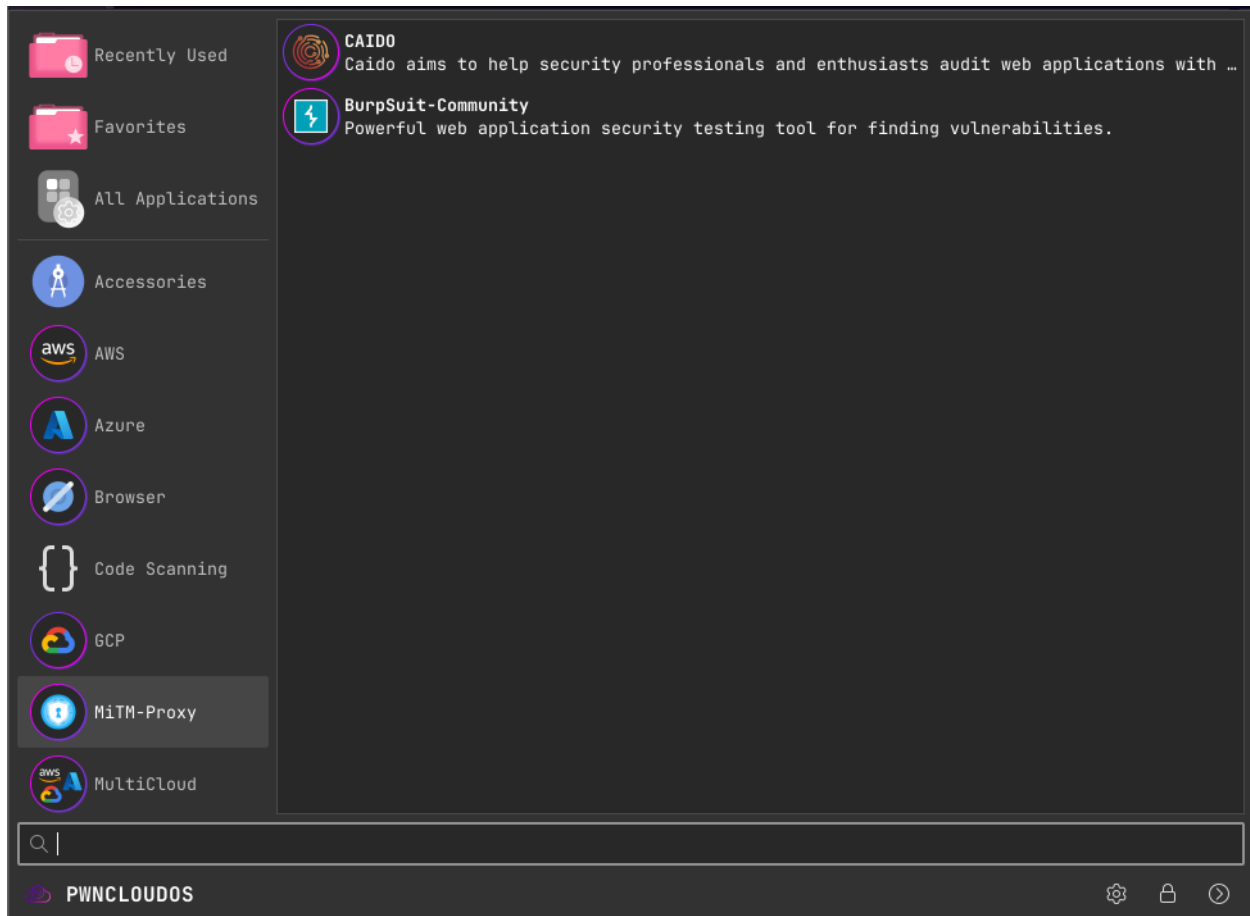 Recently Used
Favorites
All Applications
Accessories
aws
AWS
Azure
Browser
Code Scanning
GCP
MiTM-Proxy
aws
MultiCloud
CAIDO
Caido aims to help security professionals and enthusiasts audit web applications with …
BurpSuit-Community
Powerful web application security testing tool for finding vulnerabilities.
PWNCLOUDOS